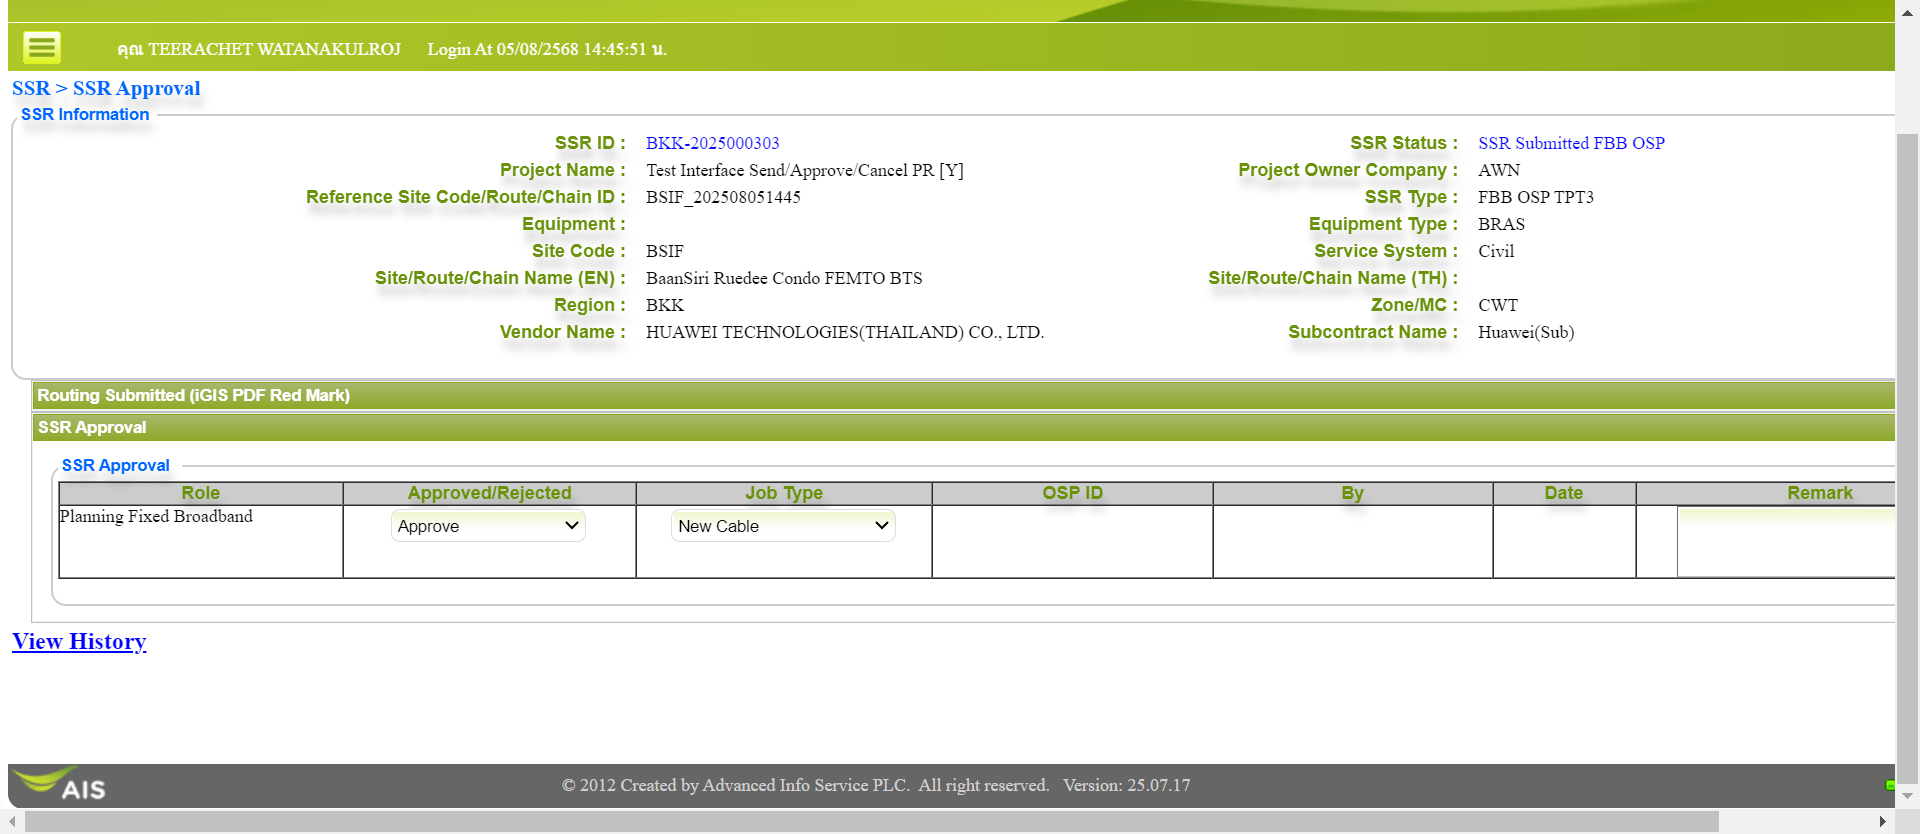 คุณ TEERACHET WATANAKULROJ Login At 05/08/2568 14:45:51 น.
SSR > SSR Approval
SSR Information
SSR ID : BKK-2025000303 SSR Status : SSR Submitted FBB OSP
Project Name : Test Interface Send/Approve/Cancel PR [Y] Project Owner Company : AWN
Reference Site Code/Route/Chain ID : BSIF_202508051445 SSR Type : FBB OSP TPT3
Equipment : Equipment Type : BRAS
Site Code : BSIF Service System : Civil
Site/Route/Chain Name (EN) : BaanSiri Ruedee Condo FEMTO BTS Site/Route/Chain Name (TH) :
Region : BKK Zone/MC : CWT
Vendor Name : HUAWEI TECHNOLOGIES(THAILAND) CO., LTD. Subcontract Name : Huawei(Sub)
Routing Submitted (iGIS PDF Red Mark)
SSR Approval
SSR Approval
Role Approved/Rejected Job Type OSP ID By Date Remark
Planning Fixed Broadband Approve New Cable
View History
AIS © 2012 Created by Advanced Info Service PLC. All right reserved. Version: 25.07.17